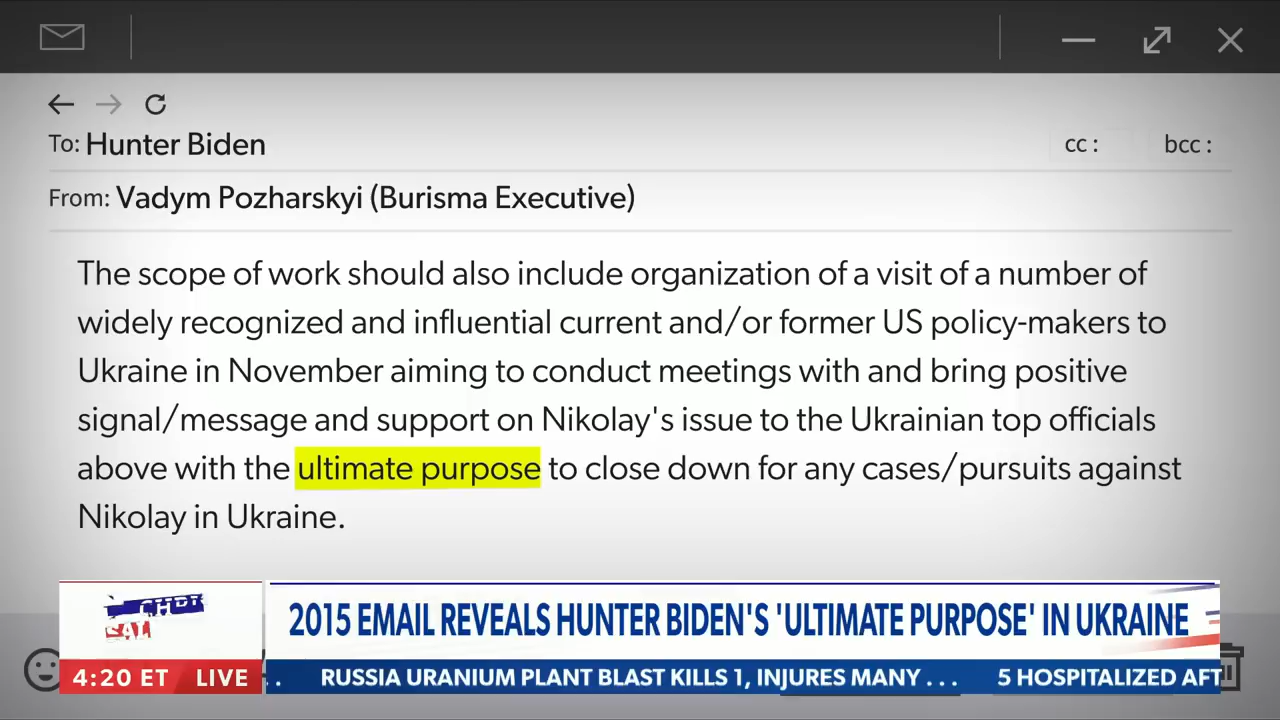 To: Hunter Biden
cc :
bcc :
From: Vadym Pozharskyi (Burisma Executive)
The scope of work should also include organization of a visit of a number of
widely recognized and influential current and/or former US policy-makers to
Ukraine in November aiming to conduct meetings with and bring positive
signal/message and support on Nikolay's issue to the Ukrainian top officials
above with the ultimate purpose to close down for any cases/pursuits against
Nikolay in Ukraine.
2015 EMAIL REVEALS HUNTER BIDEN'S 'ULTIMATE PURPOSE' IN UKRAINE
4:20 ET LIVE
. . RUSSIA URANIUM PLANT BLAST KILLS 1, INJURES MANY . . . 5 HOSPITALIZED AFT